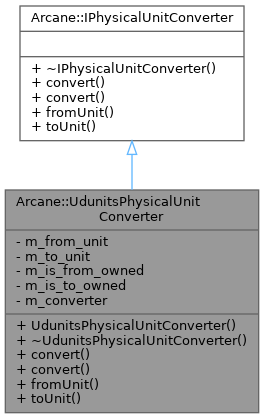 Arcane::IPhysicalUnitConverter
+ ~IPhysicalUnitConverter()
+ convert()
+ convert()
+ fromUnit()
+ toUnit()
Arcane::UdunitsPhysicalUnit
Converter
- m_from_unit
- m_to_unit
- m_is_from_owned
- m_is_to_owned
- m_converter
+ UdunitsPhysicalUnitConverter()
+ ~UdunitsPhysicalUnitConverter()
+ convert()
+ convert()
+ fromUnit()
+ toUnit()